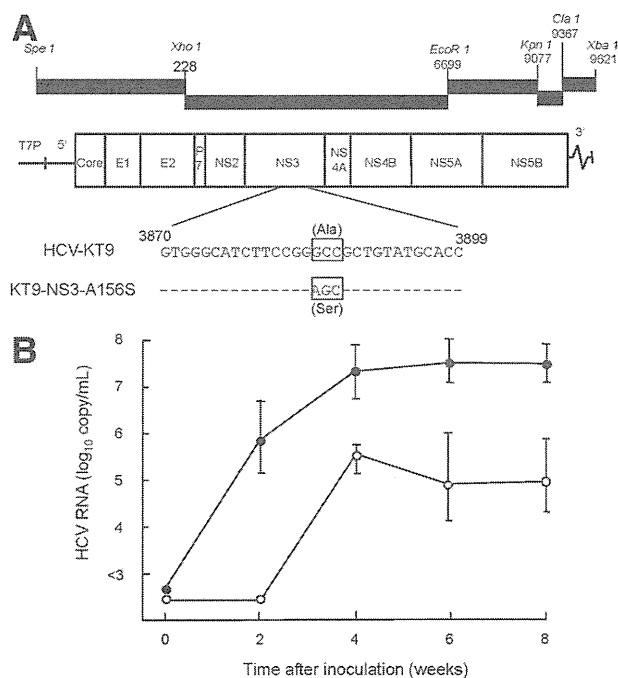 A
Spe 1
Xho 1
228
EcoR 1
6699
Kpn 1
9077
Cla 1
9367
Xba 1
9621
T7P
5'
Core
E1
E2
P
7
NS2
NS3
NS
4A
NS4B
NS5A
NS5B
3'
3870
(Ala)
3899
HCV-KT9
GTGGGCATCTTCCGGGCCGCTGTATGCACC
KT9-NS3-A156S
AGC
(Ser)
B
8
7
6
5
4
<3
HCV RNA (log10 copy/mL)
0
2
4
6
8
Time after inoculation (weeks)